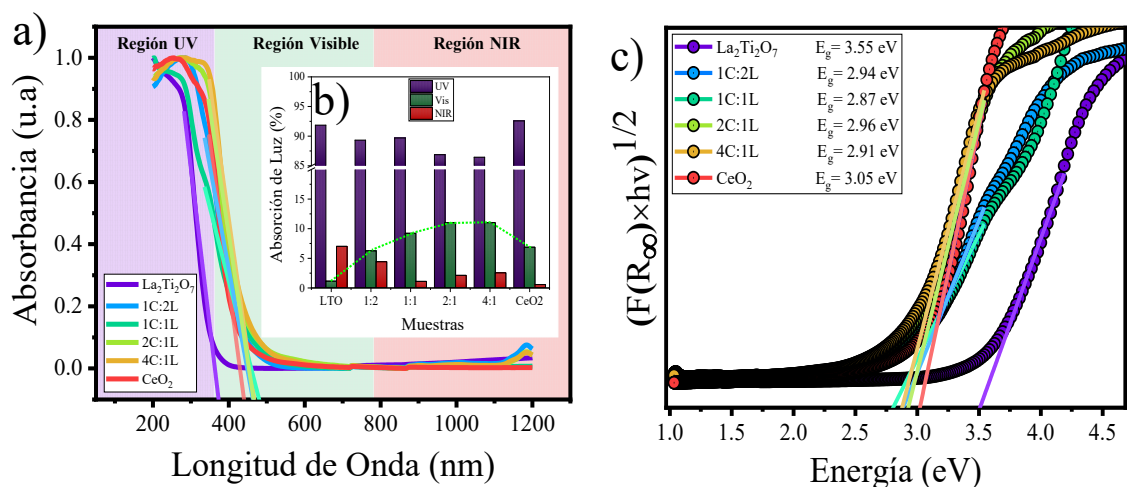 a)
Región UV
Región Visible
Región NIR
Absorbancia (u.a)
1.0
0.8
0.6
0.4
0.2
0.0
200
400
600
800
1000
1200
Longitud de Onda (nm)
La₂Ti₂O₇
1C:2L
1C:1L
2C:1L
4C:1L
CeO₂
b)
UV
Vis
NIR
Absorción de Luz (%)
100
95
90
85
15
10
5
0
LTO
1:2
1:1
2:1
4:1
CeO2
Muestras
c)
(F(R∞)×hν)1/2
La₂Ti₂O₇ Eg= 3.55 eV
1C:2L Eg= 2.94 eV
1C:1L Eg= 2.87 eV
2C:1L Eg= 2.96 eV
4C:1L Eg= 2.91 eV
CeO₂ Eg= 3.05 eV
1.0
1.5
2.0
2.5
3.0
3.5
4.0
4.5
Energía (eV)